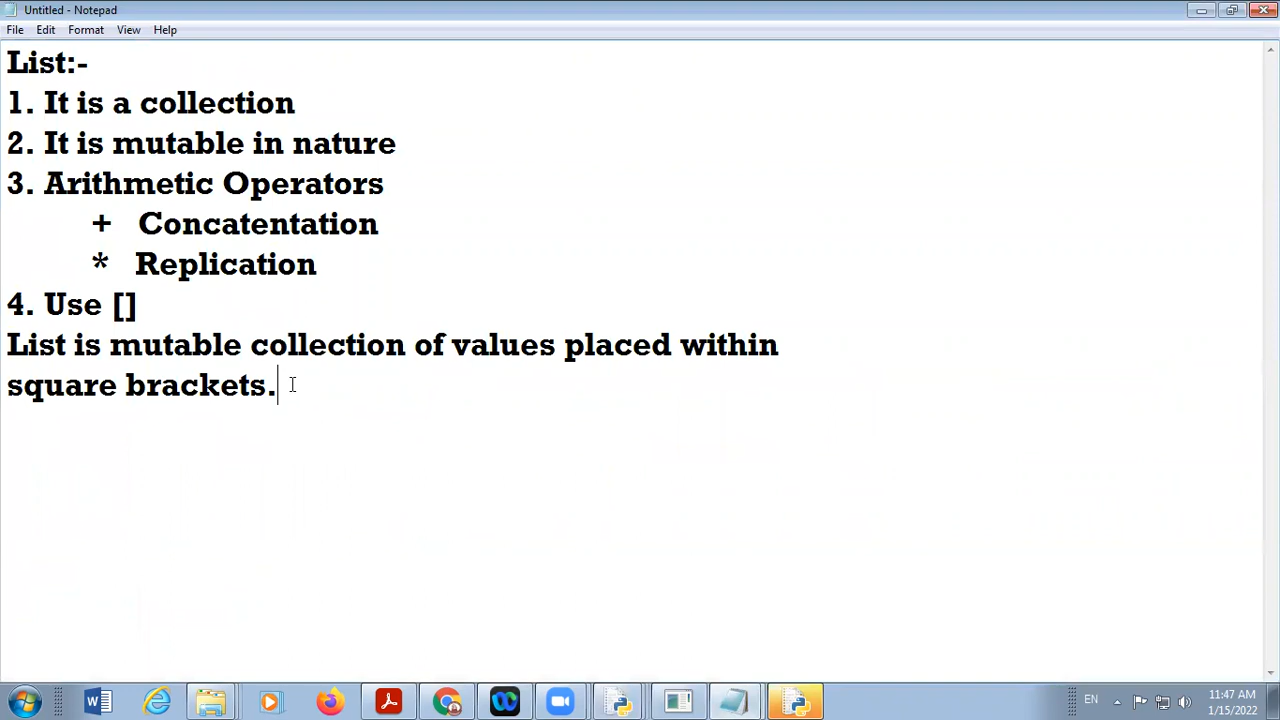 Untitled - Notepad
File Edit Format View Help
List:-
1. It is a collection
2. It is mutable in nature
3. Arithmetic Operators
+ Concatentation
* Replication
4. Use []
List is mutable collection of values placed within
square brackets.
EN
11:47 AM
1/15/2022